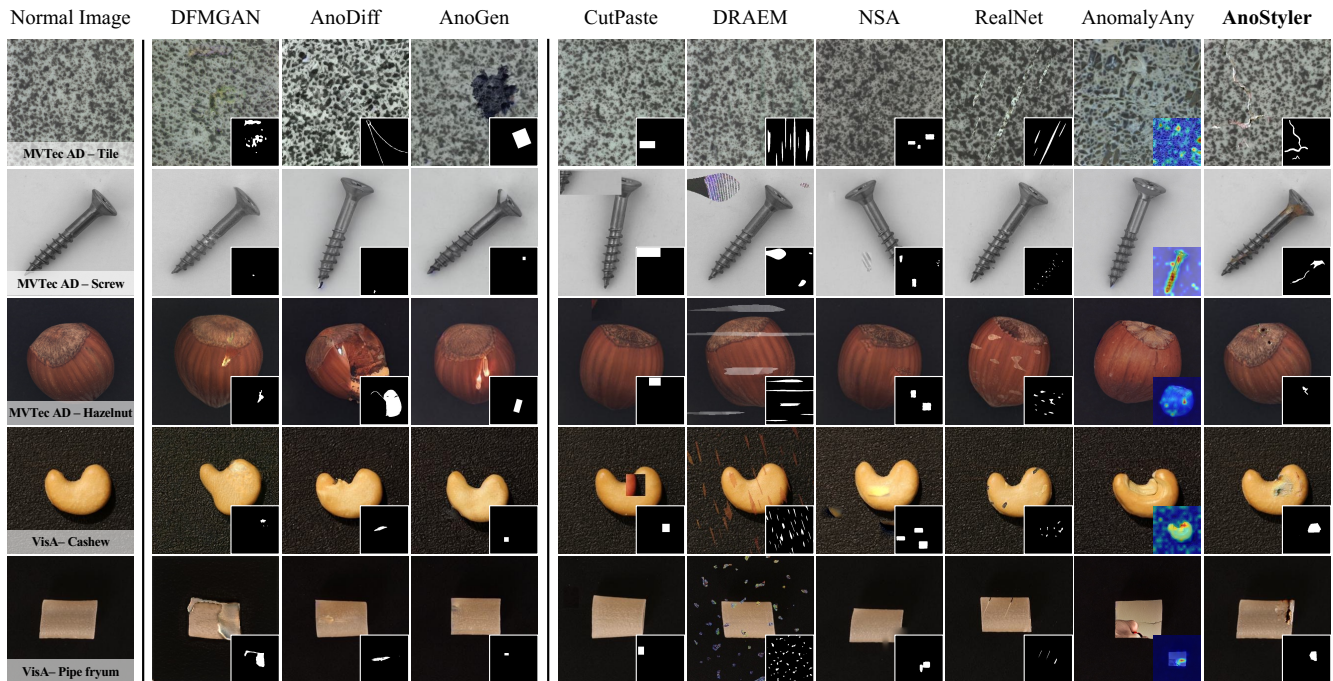 Normal Image DFMGAN AnoDiff AnoGen CutPaste DRAEM NSA RealNet AnomalyAny AnoStyler
MVTec AD – Tile
MVTec AD – Screw
MVTec AD – Hazelnut
VisA– Cashew
VisA– Pipe fryum